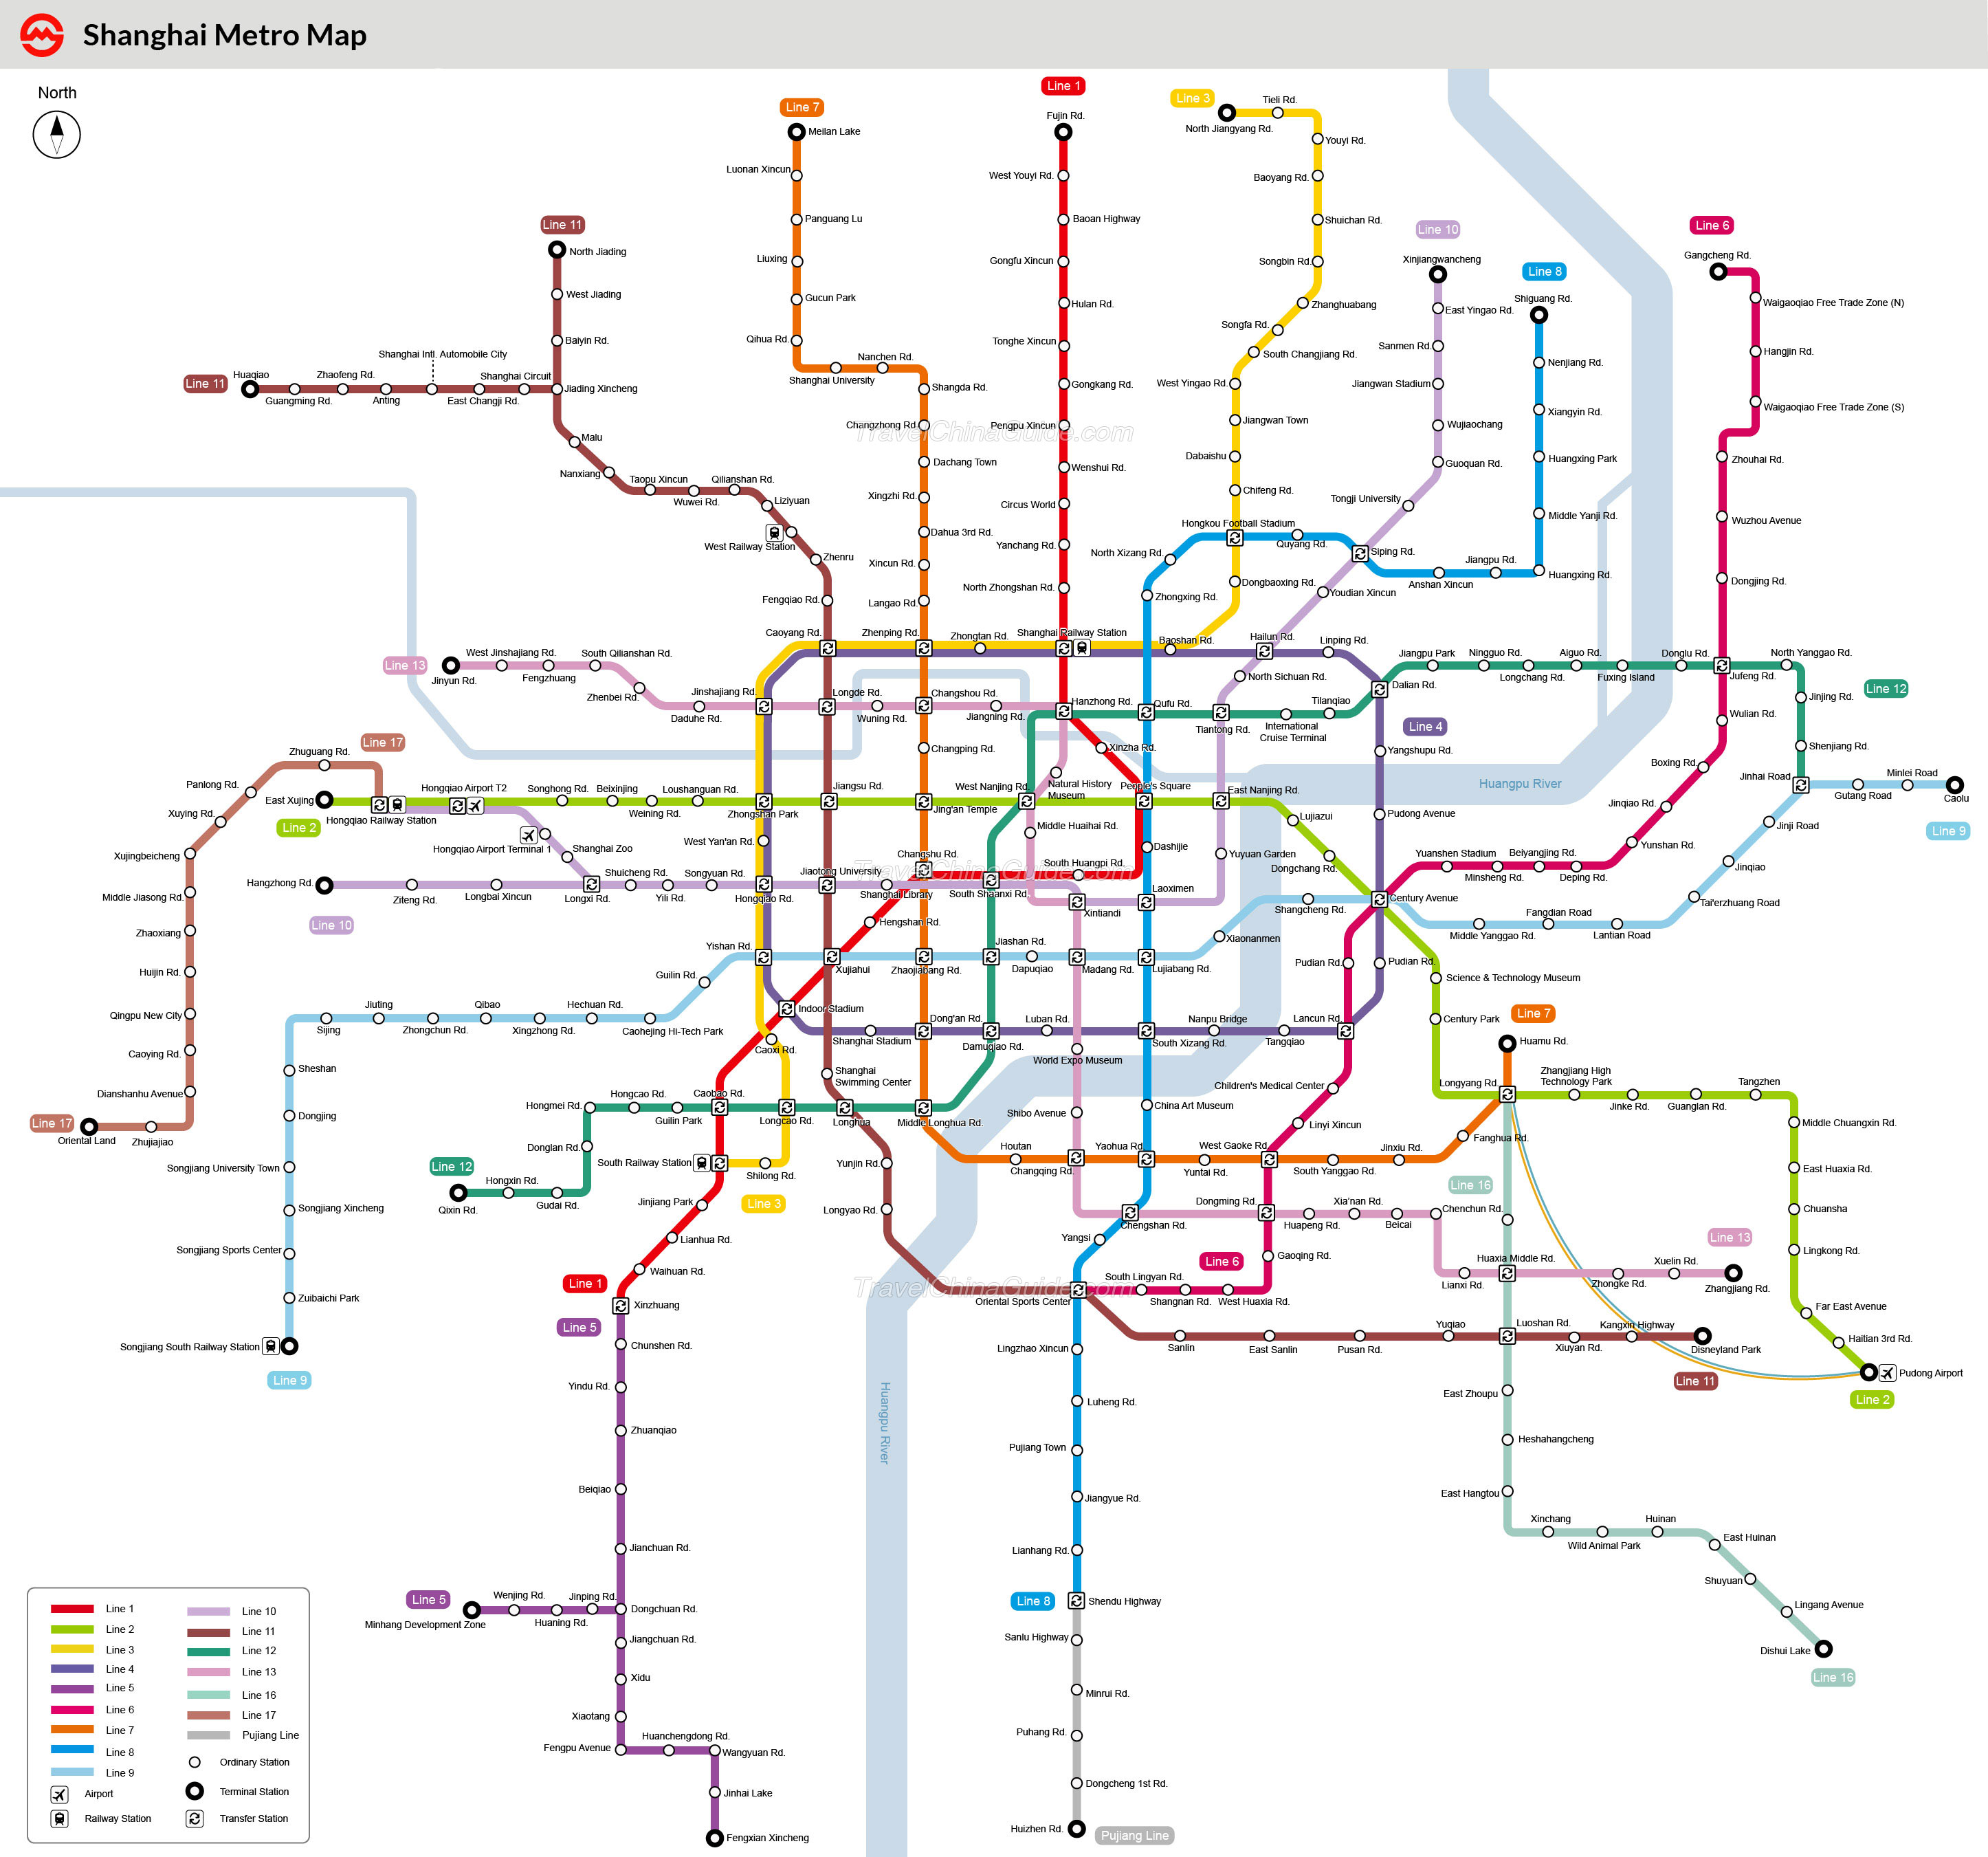 Shanghai Metro Map
North
Line 1
Fujin Rd.
West Youyi Rd.
Baoan Highway
Gongfu Xincun
Hulan Rd.
Tonghe Xincun
Gongkang Rd.
Pengpu Xincun
Wenshui Rd.
Circus World
Yanchang Rd.
North Zhongshan Rd.
Shanghai Railway Station
Line 7
Meilan Lake
Luonan Xincun
Panguang Lu
Liuxing
Gucun Park
Qihua Rd.
Shanghai University
Nanchen Rd.
Shangda Rd.
Changzhong Rd.
Dachang Town
Xingzhi Rd.
Dahua 3rd Rd.
Xincun Rd.
Langao Rd.
Zhenping Rd.
Line 3
North Jiangyang Rd.
Tieli Rd.
Youyi Rd.
Baoyang Rd.
Shuichan Rd.
Songbin Rd.
Zhanghuabang
Songfa Rd.
South Changjiang Rd.
West Yingao Rd.
Jiangwan Town
Dabaishu
Chifeng Rd.
Hongkou Football Stadium
Dongbaoxing Rd.
Baoshan Rd.
Zhongtan Rd.
Caoyang Rd.
Line 10
Xinjiangwancheng
East Yingao Rd.
Sanmen Rd.
Jiangwan Stadium
Wujiaochang
Guoquan Rd.
Tongji University
Siping Rd.
Youdian Xincun
Hailun Rd.
North Sichuan Rd.
Line 8
Shiguang Rd.
Nenjiang Rd.
Xiangyin Rd.
Huangxing Park
Middle Yanji Rd.
Huangxing Rd.
Jiangpu Rd.
Anshan Xincun
Quyang Rd.
North Xizang Rd.
Zhongxing Rd.
Line 6
Gangcheng Rd.
Waigaoqiao Free Trade Zone (N)
Hangjin Rd.
Waigaoqiao Free Trade Zone (S)
Zhouhai Rd.
Wuzhou Avenue
Dongjing Rd.
Jufeng Rd.
Wulian Rd.
Boxing Rd.
Jinqiao Rd.
Yunshan Rd.
Deping Rd.
Beiyangjing Rd.
Minsheng Rd.
Yuanshen Stadium
Line 11
North Jiading
West Jiading
Baiyin Rd.
Jiading Xincheng
Line 11
Huaqiao
Guangming Rd.
Zhaofeng Rd.
Anting
Shanghai Intl. Automobile City
East Changji Rd.
Shanghai Circuit
Malu
Nanxiang
Taopu Xincun
Wuwei Rd.
Qilianshan Rd.
Liziyuan
West Railway Station
Zhenru
Fengqiao Rd.
TravelChinaGuide.com
Linping Rd.
Dalian Rd.
Jiangpu Park
Ningguo Rd.
Longchang Rd.
Aiguo Rd.
Fuxing Island
Donglu Rd.
North Yanggao Rd.
Jinjing Rd.
Line 12
Shenjiang Rd.
Jinhai Road
Gutang Road
Minlei Road
Caolu
Line 9
Jinji Road
Jinqiao
Tai'erzhuang Road
Lantian Road
Fangdian Road
Middle Yanggao Rd.
Line 13
Jinyun Rd.
West Jinshajiang Rd.
Fengzhuang
South Qilianshan Rd.
Zhenbei Rd.
Daduhe Rd.
Jinshajiang Rd.
Longde Rd.
Wuning Rd.
Changshou Rd.
Jiangning Rd.
Hanzhong Rd.
Qufu Rd.
Tiantong Rd.
International
Cruise Terminal
Tilanqiao
Line 4
Yangshupu Rd.
Pudong Avenue
Huangpu River
Changping Rd.
Xinzha Rd.
Natural History
Museum
Line 17
Zhuguang Rd.
Panlong Rd.
Xuying Rd.
Xujingbeicheng
Middle Jiasong Rd.
Zhaoxiang
Huijin Rd.
Qingpu New City
Caoying Rd.
Dianshanhu Avenue
Zhujiajiao
Oriental Land
Line 17
East Xujing
Line 2
Hongqiao Railway Station
Hongqiao Airport T2
Songhong Rd.
Beixinjing
Weining Rd.
Loushanguan Rd.
Zhongshan Park
Jiangsu Rd.
Jing'an Temple
West Nanjing Rd.
People's Square
East Nanjing Rd.
Lujiazui
Dongchang Rd.
Century Avenue
Hongqiao Airport Terminal 1
Shanghai Zoo
Hangzhong Rd.
Line 10
Ziteng Rd.
Longbai Xincun
Longxi Rd.
Shuicheng Rd.
Yili Rd.
Songyuan Rd.
Hongqiao Rd.
West Yan'an Rd.
Jiaotong University
Shanghai Library
Changshu Rd.
TravelChinaGuide.com
South Shaanxi Rd.
South Huangpi Rd.
Middle Huaihai Rd.
Dashijie
Yuyuan Garden
Laoximen
Xintiandi
Hengshan Rd.
Yishan Rd.
Xujiahui
Zhaojiabang Rd.
Jiashan Rd.
Dapuqiao
Madang Rd.
Lujiabang Rd.
Xiaonanmen
Shangcheng Rd.
Pudian Rd.
Pudian Rd.
Science & Technology Museum
Century Park
Guilin Rd.
Caohejing Hi-Tech Park
Hechuan Rd.
Xingzhong Rd.
Qibao
Zhongchun Rd.
Jiuting
Sijing
Sheshan
Dongjing
Songjiang University Town
Songjiang Xincheng
Songjiang Sports Center
Zuibaichi Park
Songjiang South Railway Station
Line 9
Indoor Stadium
Caoxi Rd.
Shanghai Stadium
Dong'an Rd.
Damuqiao Rd.
Luban Rd.
World Expo Museum
South Xizang Rd.
Nanpu Bridge
Tangqiao
Lancun Rd.
Line 7
Huamu Rd.
Shanghai
Swimming Center
Children's Medical Center
Linyi Xincun
Longyang Rd.
Zhangjiang High
Technology Park
Jinke Rd.
Guanglan Rd.
Tangzhen
Middle Chuangxin Rd.
East Huaxia Rd.
Chuansha
Lingkong Rd.
Far East Avenue
Haitian 3rd Rd.
Pudong Airport
Line 2
Hongmei Rd.
Hongcao Rd.
Guilin Park
Caobao Rd.
Longcao Rd.
Longhua
Middle Longhua Rd.
Donglan Rd.
Line 12
Qixin Rd.
Hongxin Rd.
Gudai Rd.
South Railway Station
Shilong Rd.
Line 3
Yunjin Rd.
Longyao Rd.
Shibo Avenue
China Art Museum
Houtan
Changqing Rd.
Yaohua Rd.
Yuntai Rd.
West Gaoke Rd.
South Yanggao Rd.
Jinxiu Rd.
Fanghua Rd.
Line 16
Chenchun Rd.
Chengshan Rd.
Dongming Rd.
Huapeng Rd.
Xia'nan Rd.
Beicai
Yangsi
Line 6
Gaoqing Rd.
Lianxi Rd.
Huaxia Middle Rd.
Zhongke Rd.
Xuelin Rd.
Line 13
Zhangjiang Rd.
Jinjiang Park
Lianhua Rd.
Waihuan Rd.
Line 1
Xinzhuang
TravelChinaGuide.com
Oriental Sports Center
South Lingyan Rd.
Shangnan Rd.
West Huaxia Rd.
Sanlin
East Sanlin
Pusan Rd.
Yuqiao
Luoshan Rd.
Xiuyan Rd.
Kangxin Highway
Disneyland Park
Line 11
Line 5
Chunshen Rd.
Yindu Rd.
Zhuanqiao
Beiqiao
Jianchuan Rd.
Line 5
Minhang Development Zone
Wenjing Rd.
Huaning Rd.
Jinping Rd.
Dongchuan Rd.
Jiangchuan Rd.
Xidu
Xiaotang
Fengpu Avenue
Huanchengdong Rd.
Wangyuan Rd.
Jinhai Lake
Fengxian Xincheng
Huangpu River
Lingzhao Xincun
Luheng Rd.
Pujiang Town
Jiangyue Rd.
Lianhang Rd.
Line 8
Shendu Highway
Sanlu Highway
Minrui Rd.
Puhang Rd.
Dongcheng 1st Rd.
Huizhen Rd.
Pujiang Line
East Zhoupu
Heshahangcheng
East Hangtou
Xinchang
Wild Animal Park
Huinan
East Huinan
Shuyuan
Lingang Avenue
Dishui Lake
Line 16
Line 1
Line 2
Line 3
Line 4
Line 5
Line 6
Line 7
Line 8
Line 9
Airport
Railway Station
Line 10
Line 11
Line 12
Line 13
Line 16
Line 17
Pujiang Line
Ordinary Station
Terminal Station
Transfer Station